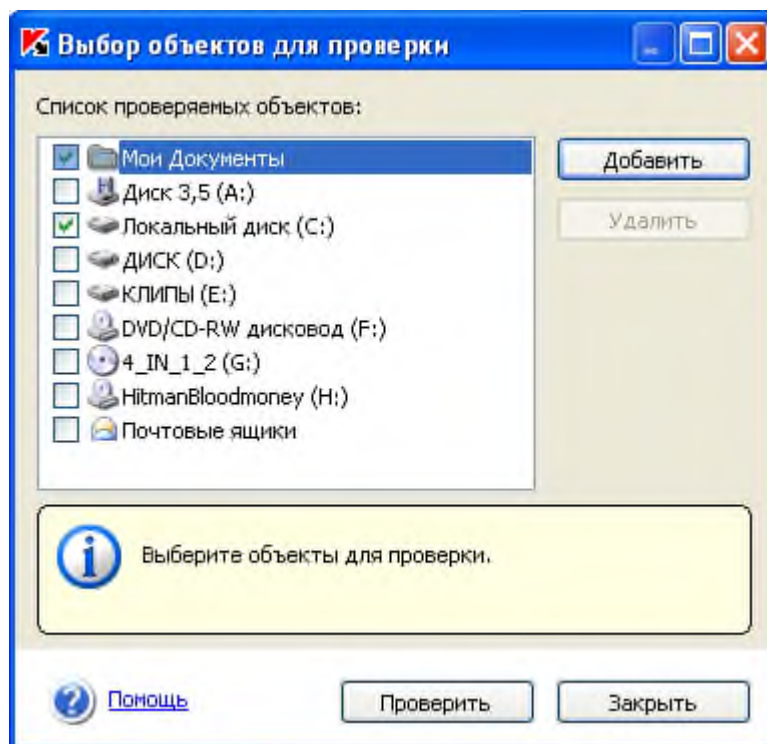 Выбор объектов для проверки
Список проверяемых объектов:
Мои Документы
Добавить
Диск 3,5 (A:)
Локальный диск (C:)
Удалить
ДИСК (D:)
КЛИПЫ (E:)
DVD/CD-RW дисковод (F:)
4_IN_1_2 (G:)
HitmanBloodmoney (H:)
Почтовые ящики
Выберите объекты для проверки.
Помощь
Проверить
Закрыть